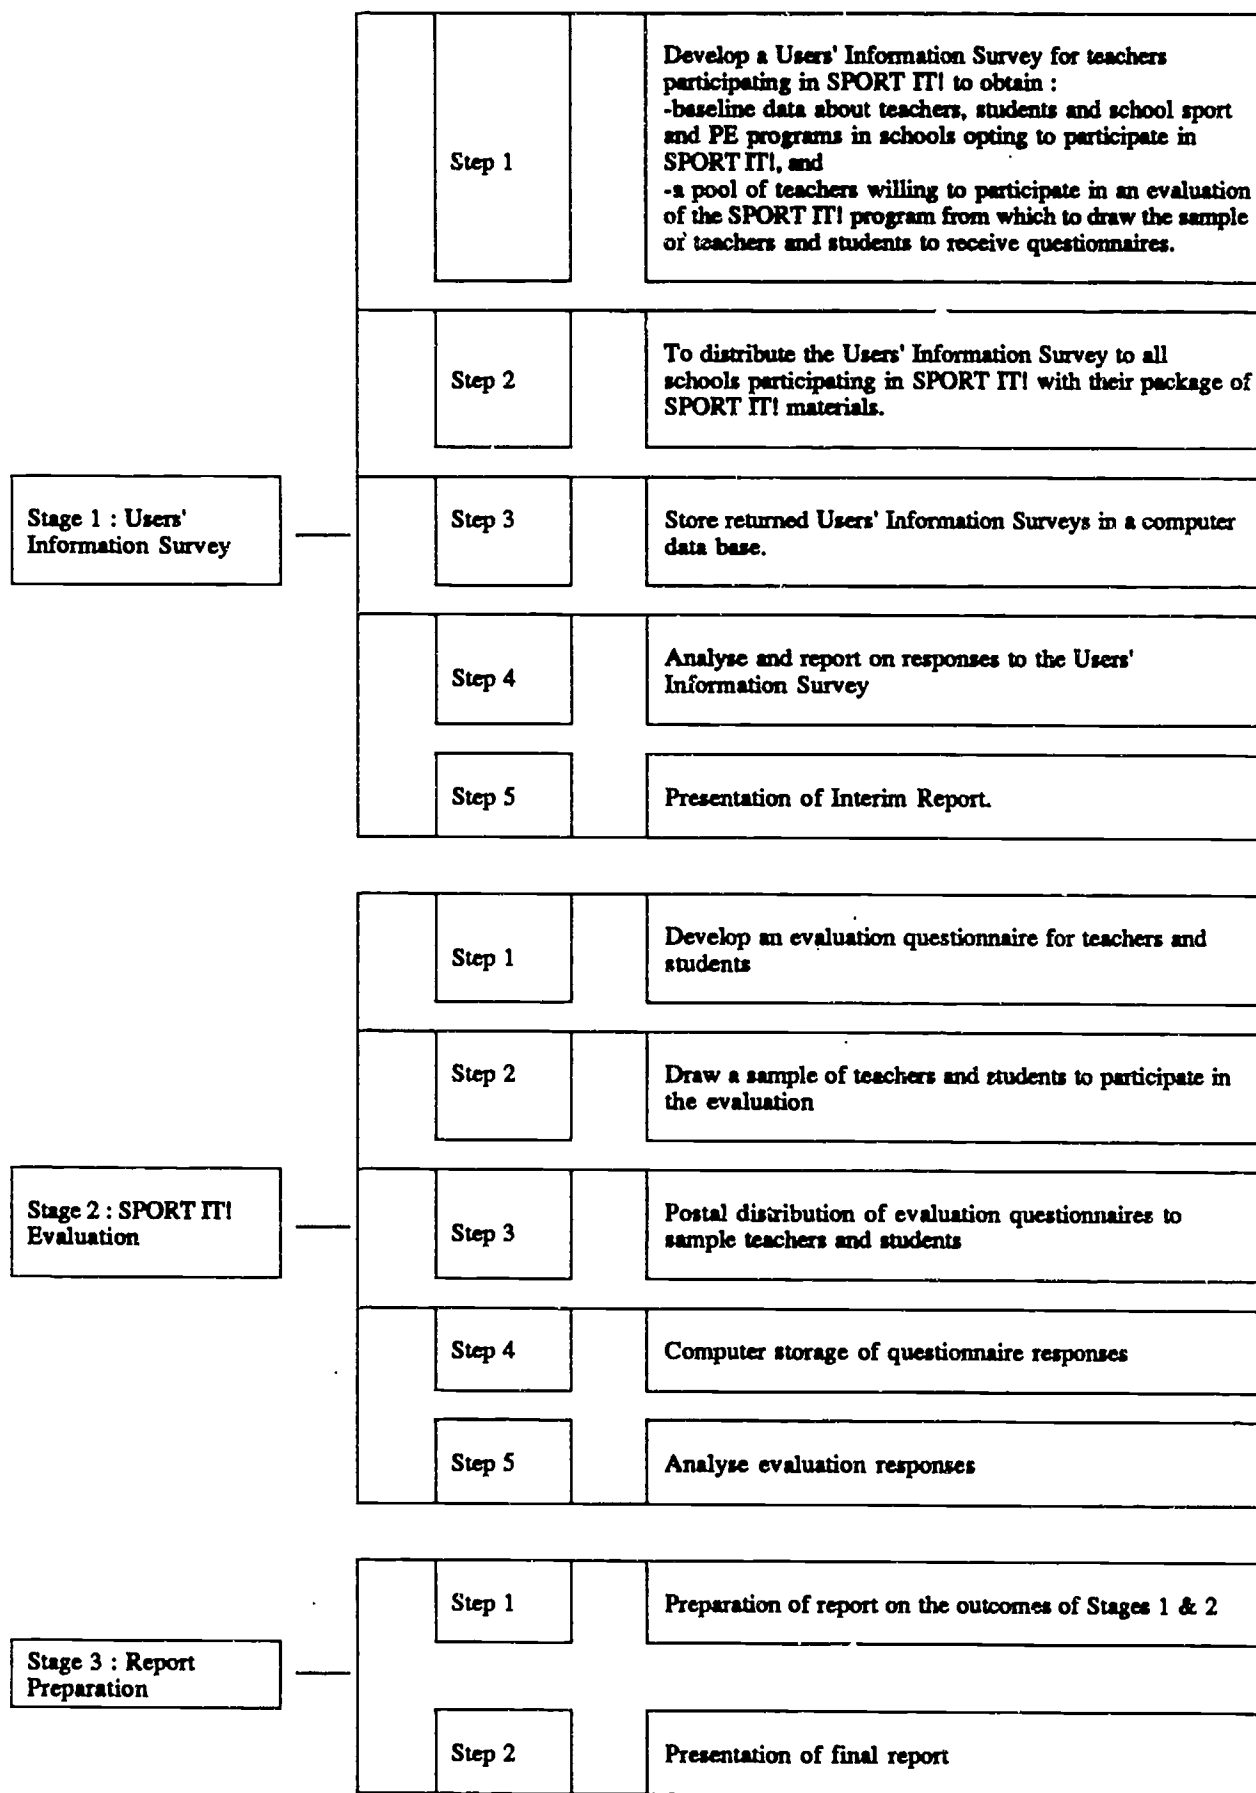 Step 1
Develop a Users' Information Survey for teachers
participating in SPORT IT! to obtain :
-baseline data about teachers, students and school sport
and PE programs in schools opting to participate in
SPORT IT!, and
-a pool of teachers willing to participate in an evaluation
of the SPORT IT! program from which to draw the sample
of teachers and students to receive questionnaires.
Step 2
To distribute the Users' Information Survey to all
schools participating in SPORT IT! with their package of
SPORT IT! materials.
Stage 1 : Users'
Information Survey
Step 3
Store returned Users' Information Surveys in a computer
data base.
Step 4
Analyse and report on responses to the Users'
Information Survey
Step 5
Presentation of Interim Report.
Step 1
Develop an evaluation questionnaire for teachers and
students
Step 2
Draw a sample of teachers and students to participate in
the evaluation
Stage 2 : SPORT IT!
Evaluation
Step 3
Postal distribution of evaluation questionnaires to
sample teachers and students
Step 4
Computer storage of questionnaire responses
Step 5
Analyse evaluation responses
Step 1
Preparation of report on the outcomes of Stages 1 & 2
Stage 3 : Report
Preparation
Step 2
Presentation of final report